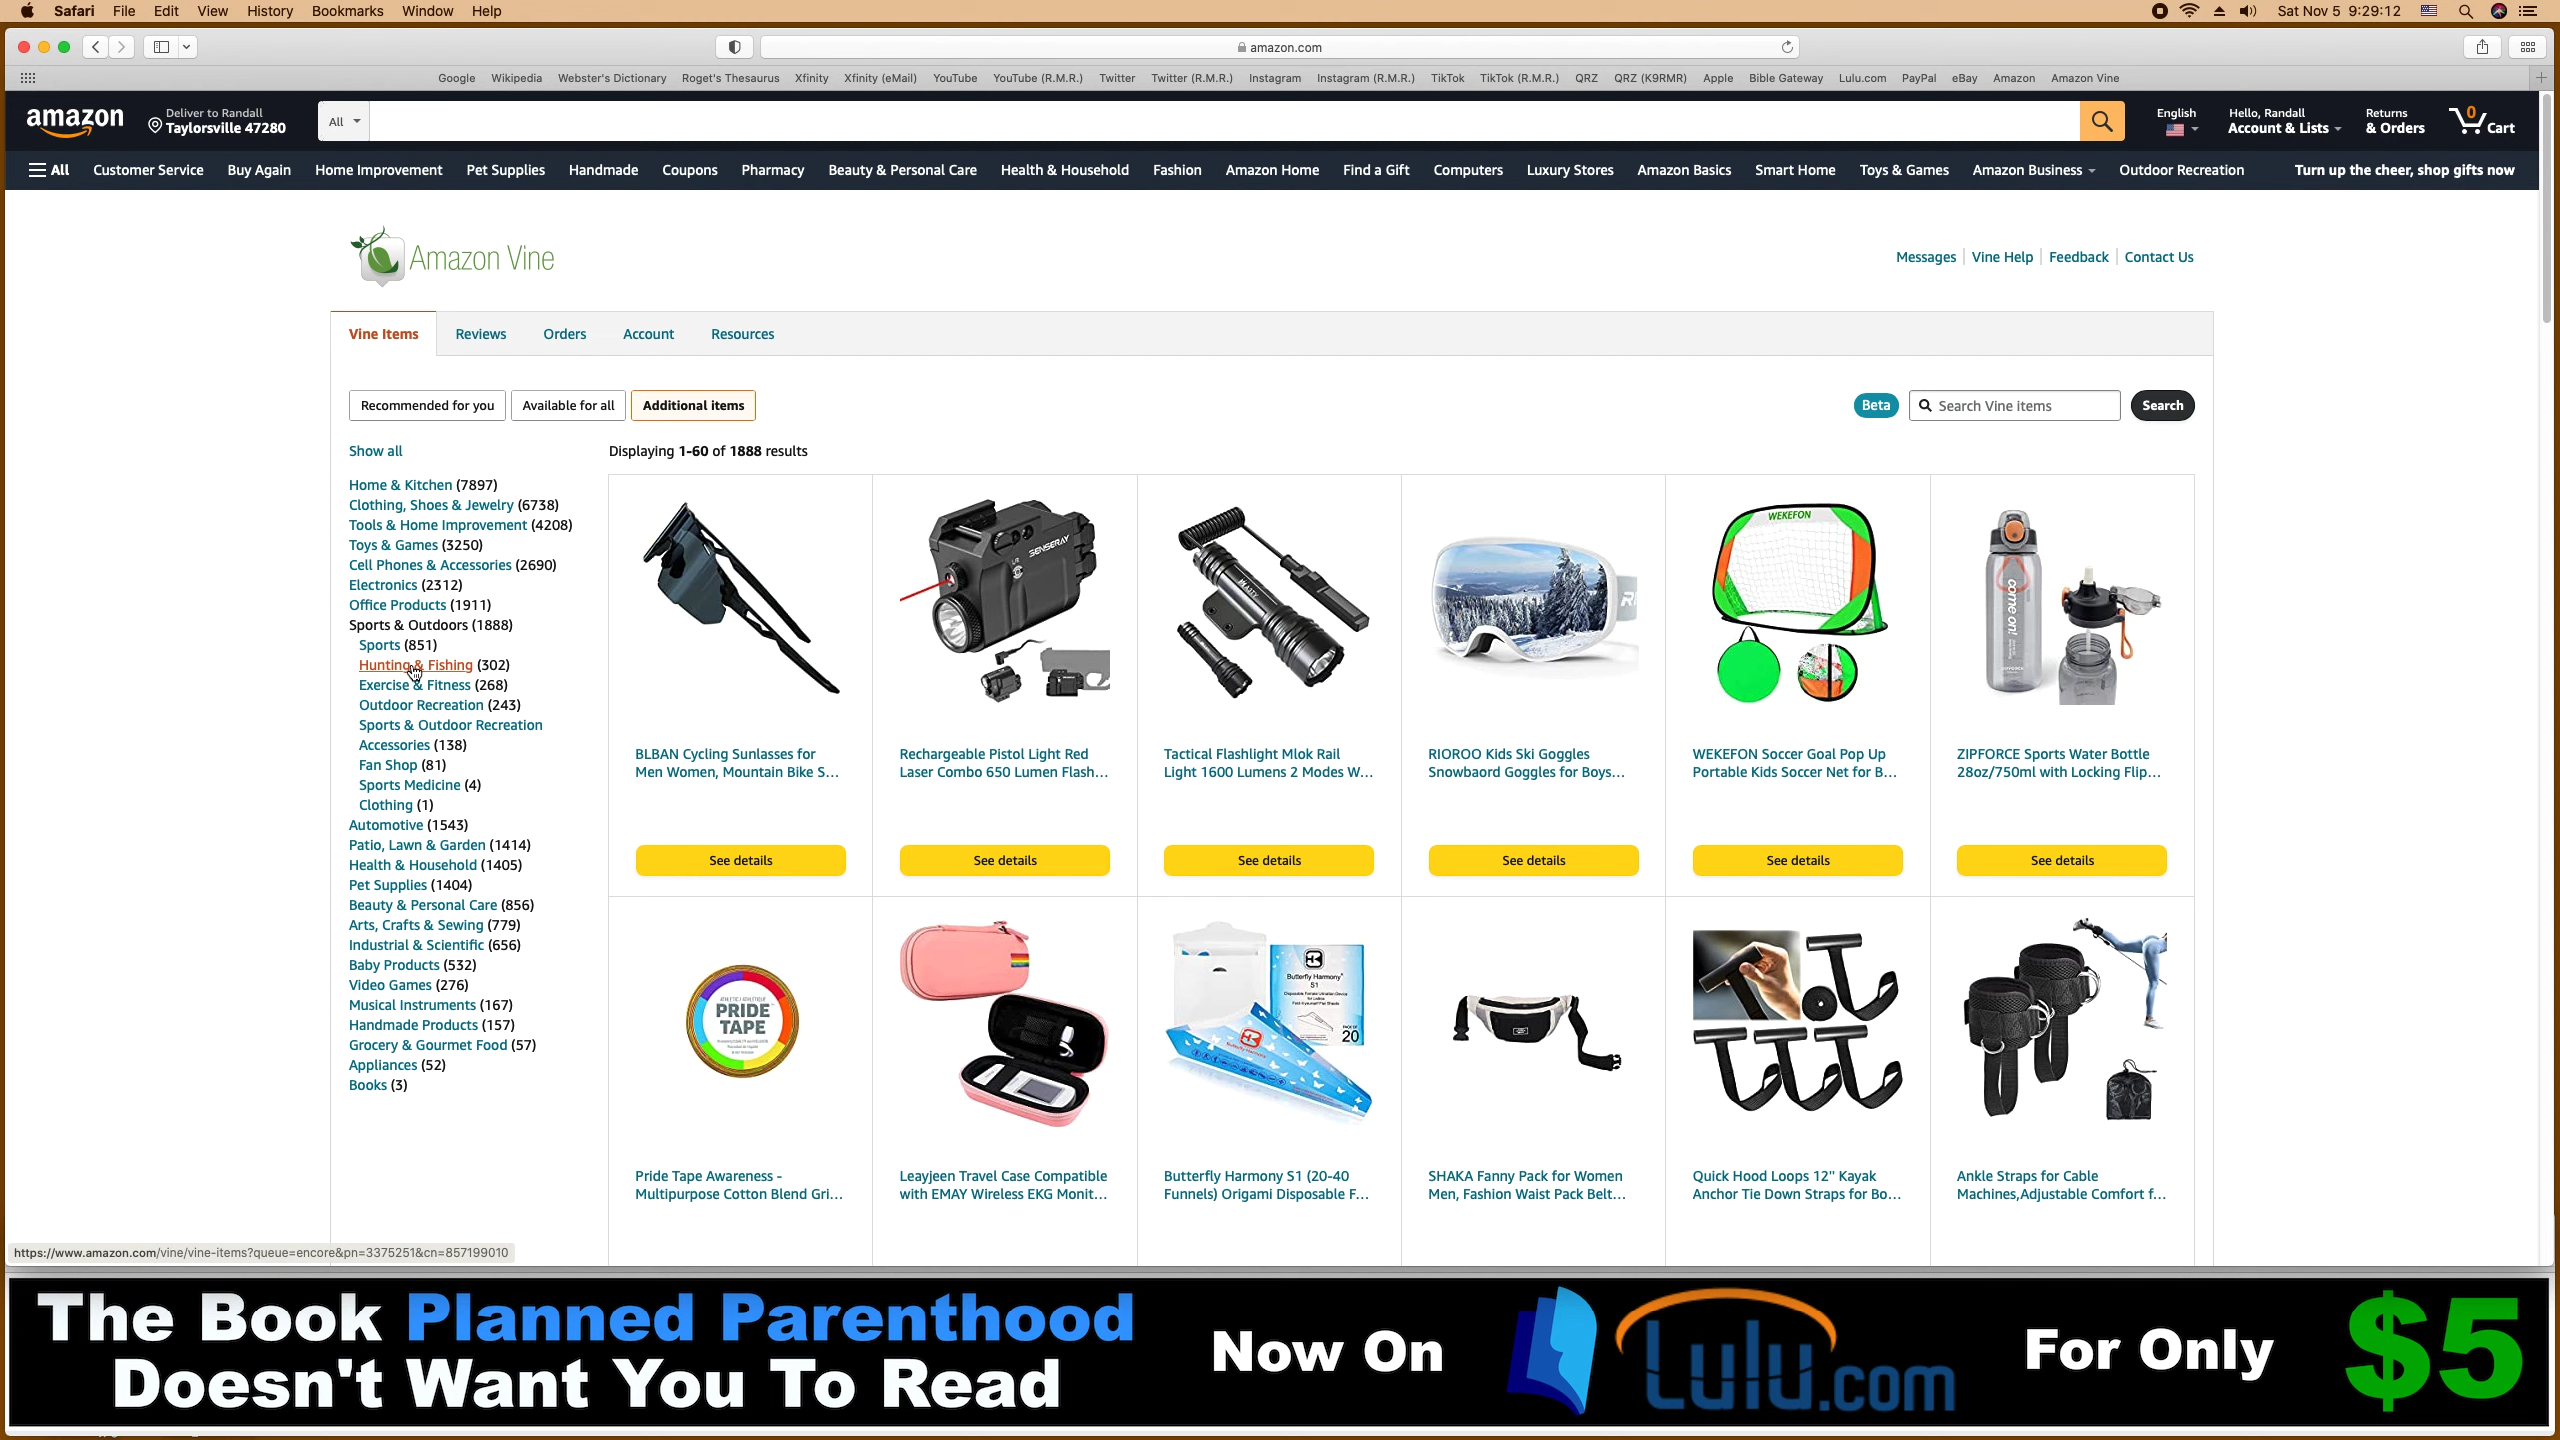 Safari File Edit View History Bookmarks Window Help
Sat Nov 5 9:29:12
amazon.com
Google Wikipedia Webster's Dictionary Roget's Thesaurus Xfinity Xfinity (eMail) YouTube YouTube (R.M.R.) Twitter Twitter (R.M.R.) Instagram Instagram (R.M.R.) TikTok TikTok (R.M.R.) QRZ QRZ (K9RMR) Apple Bible Gateway Lulu.com PayPal eBay Amazon Amazon Vine
amazon
Deliver to Randall
Taylorsville 47280
All
English
Hello, Randall
Account & Lists
Returns
& Orders
0
Cart
All Customer Service Buy Again Home Improvement Pet Supplies Handmade Coupons Pharmacy Beauty & Personal Care Health & Household Fashion Amazon Home Find a Gift Computers Luxury Stores Amazon Basics Smart Home Toys & Games Amazon Business Outdoor Recreation Turn up the cheer, shop gifts now
Amazon Vine
Messages Vine Help Feedback Contact Us
Vine Items Reviews Orders Account Resources
Recommended for you Available for all Additional items
Beta Search Vine items Search
Show all
Displaying 1-60 of 1888 results
Home & Kitchen (7897)
Clothing, Shoes & Jewelry (6738)
Tools & Home Improvement (4208)
Toys & Games (3250)
Cell Phones & Accessories (2690)
Electronics (2312)
Office Products (1911)
Sports & Outdoors (1888)
Sports (851)
Hunting & Fishing (302)
Exercise & Fitness (268)
Outdoor Recreation (243)
Sports & Outdoor Recreation
Accessories (138)
Fan Shop (81)
Sports Medicine (4)
Clothing (1)
Automotive (1543)
Patio, Lawn & Garden (1414)
Health & Household (1405)
Pet Supplies (1404)
Beauty & Personal Care (856)
Arts, Crafts & Sewing (779)
Industrial & Scientific (656)
Baby Products (532)
Video Games (276)
Musical Instruments (167)
Handmade Products (157)
Grocery & Gourmet Food (57)
Appliances (52)
Books (3)
SENSERAY
WEKEFON
come on!
BLBAN Cycling Sunlasses for
Men Women, Mountain Bike S...
Rechargeable Pistol Light Red
Laser Combo 650 Lumen Flash...
Tactical Flashlight Mlok Rail
Light 1600 Lumens 2 Modes W...
RIOROO Kids Ski Goggles
Snowbaord Goggles for Boys...
WEKEFON Soccer Goal Pop Up
Portable Kids Soccer Net for B...
ZIPFORCE Sports Water Bottle
28oz/750ml with Locking Flip...
See details See details See details See details See details See details
PRIDE
TAPE
Butterfly Harmony
S1
20
Pride Tape Awareness -
Multipurpose Cotton Blend Gri...
Leayjeen Travel Case Compatible
with EMAY Wireless EKG Monit...
Butterfly Harmony S1 (20-40
Funnels) Origami Disposable F...
SHAKA Fanny Pack for Women
Men, Fashion Waist Pack Belt...
Quick Hood Loops 12" Kayak
Anchor Tie Down Straps for Bo...
Ankle Straps for Cable
Machines,Adjustable Comfort f...
https://www.amazon.com/vine/vine-items?queue=encore&pn=3375251&cn=857199010
The Book Planned Parenthood
Doesn't Want You To Read
Now On
Lulu.com
For Only
$5